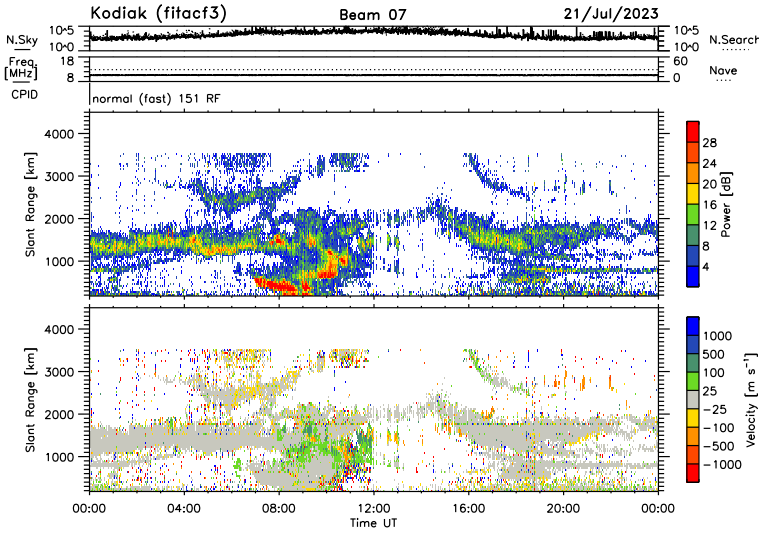 Kodiak (fitacf3) Beam 07 21/Jul/2023
N.Sky 10^5 10^0 10^5 10^0 N.Search
Freq. [MHz] 18 8 60 0 Nave
CPID normal (fast) 151 RF
Slant Range [km] 4000 3000 2000 1000
28 24 20 16 12 8 4 Power [dB]
Slant Range [km] 4000 3000 2000 1000
1000 500 100 25 −25 −100 −500 −1000 Velocity [m s⁻¹]
00:00 04:00 08:00 12:00 16:00 20:00 00:00
Time UT